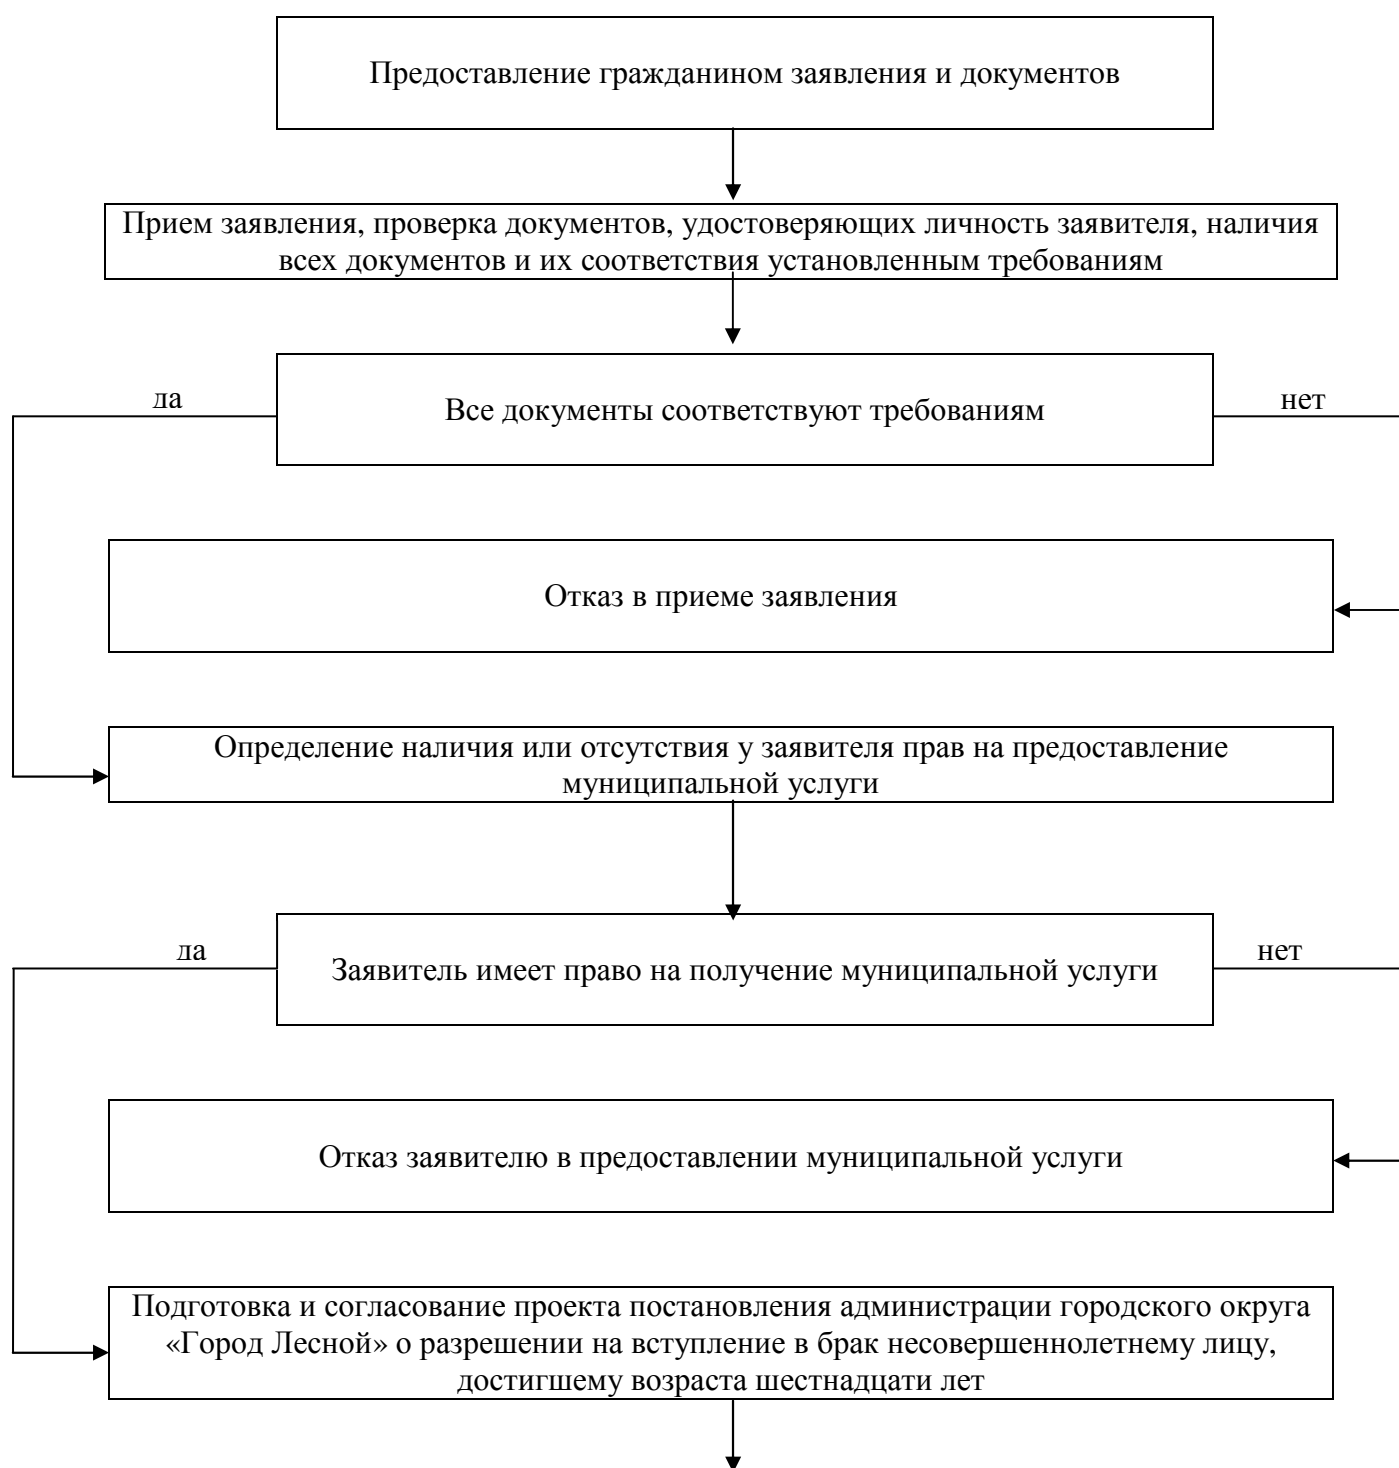 Предоставление гражданином заявления и документов
Прием заявления, проверка документов, удостоверяющих личность заявителя, наличия
всех документов и их соответствия установленным требованиям
да
нет
Все документы соответствуют требованиям
Отказ в приеме заявления
Определение наличия или отсутствия у заявителя прав на предоставление
муниципальной услуги
да
нет
Заявитель имеет право на получение муниципальной услуги
Отказ заявителю в предоставлении муниципальной услуги
Подготовка и согласование проекта постановления администрации городского округа
«Город Лесной» о разрешении на вступление в брак несовершеннолетнему лицу,
достигшему возраста шестнадцати лет